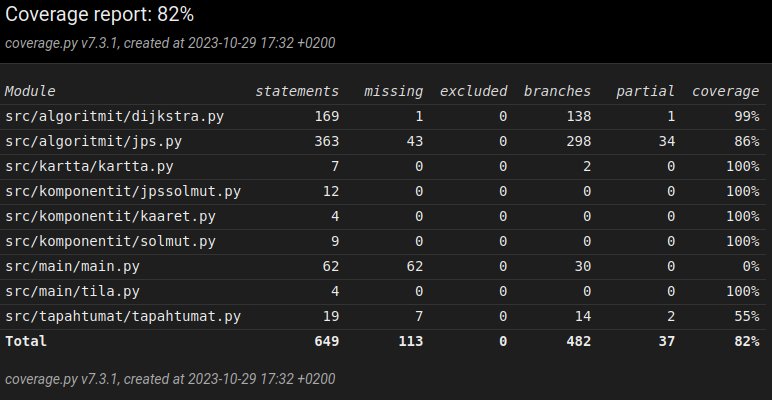 Coverage report: 82%
coverage.py v7.3.1, created at 2023-10-29 17:32 +0200
Module statements missing excluded branches partial coverage
src/algoritmit/dijkstra.py 169 1 0 138 1 99%
src/algoritmit/jps.py 363 43 0 298 34 86%
src/kartta/kartta.py 7 0 0 2 0 100%
src/komponentit/jpssolmut.py 12 0 0 0 0 100%
src/komponentit/kaaret.py 4 0 0 0 0 100%
src/komponentit/solmut.py 9 0 0 0 0 100%
src/main/main.py 62 62 0 30 0 0%
src/main/tila.py 4 0 0 0 0 100%
src/tapahtumat/tapahtumat.py 19 7 0 14 2 55%
Total 649 113 0 482 37 82%
coverage.py v7.3.1, created at 2023-10-29 17:32 +0200